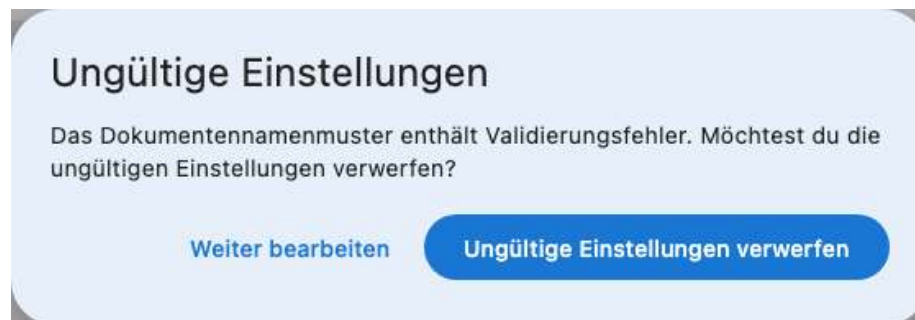 Ungültige Einstellungen
Das Dokumentennamenmuster enthält Validierungsfehler. Möchtest du die
ungültigen Einstellungen verwerfen?
Weiter bearbeiten
Ungültige Einstellungen verwerfen